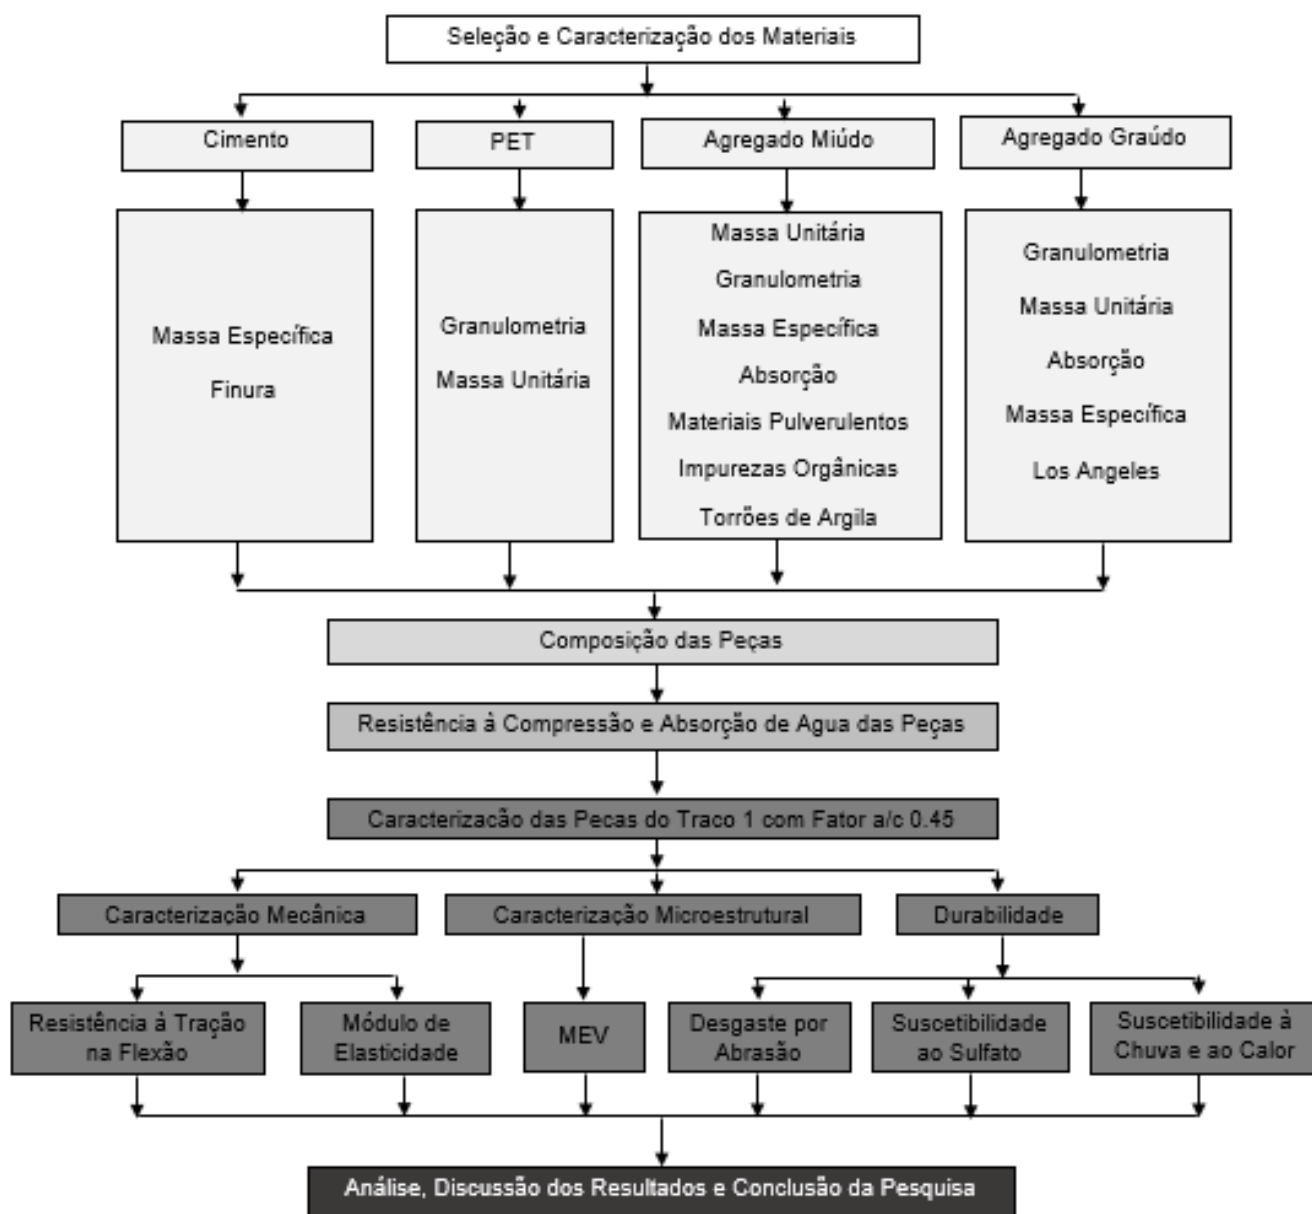 Seleção e Caracterização dos Materiais
Cimento
PET
Agregado Miúdo
Agregado Graúdo
Massa Específica
Finura
Granulometria
Massa Unitária
Massa Unitária
Granulometria
Massa Específica
Absorção
Materiais Pulverulentos
Impurezas Orgânicas
Torrões de Argila
Granulometria
Massa Unitária
Absorção
Massa Específica
Los Angeles
Composição das Peças
Resistência à Compressão e Absorção de Agua das Peças
Caracterizacão das Pecas do Traco 1 com Fator a/c 0.45
Caracterização Mecânica
Caracterização Microestrutural
Durabilidade
Resistência à Tração
na Flexão
Módulo de
Elasticidade
MEV
Desgaste por
Abrasão
Suscetibilidade
ao Sulfato
Suscetibilidade à
Chuva e ao Calor
Análise, Discussão dos Resultados e Conclusão da Pesquisa